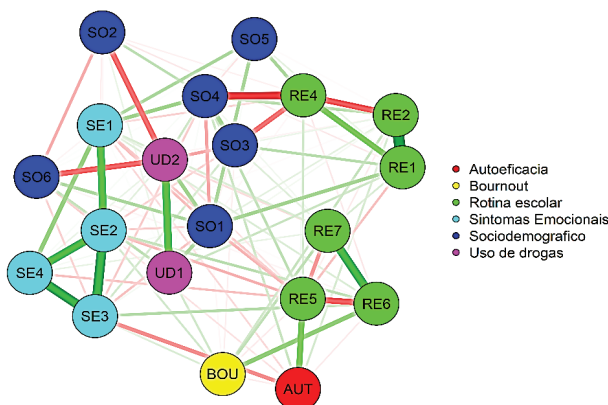 SO2
SO5
SO4
RE4
RE2
SE1
SO3
UD2
RE1
SO6
SO1
RE7
SE2
SE4
UD1
RE5
RE6
SE3
BOU
AUT
Autoeficacia
Bournout
Rotina escolar
Sintomas Emocionais
Sociodemografico
Uso de drogas